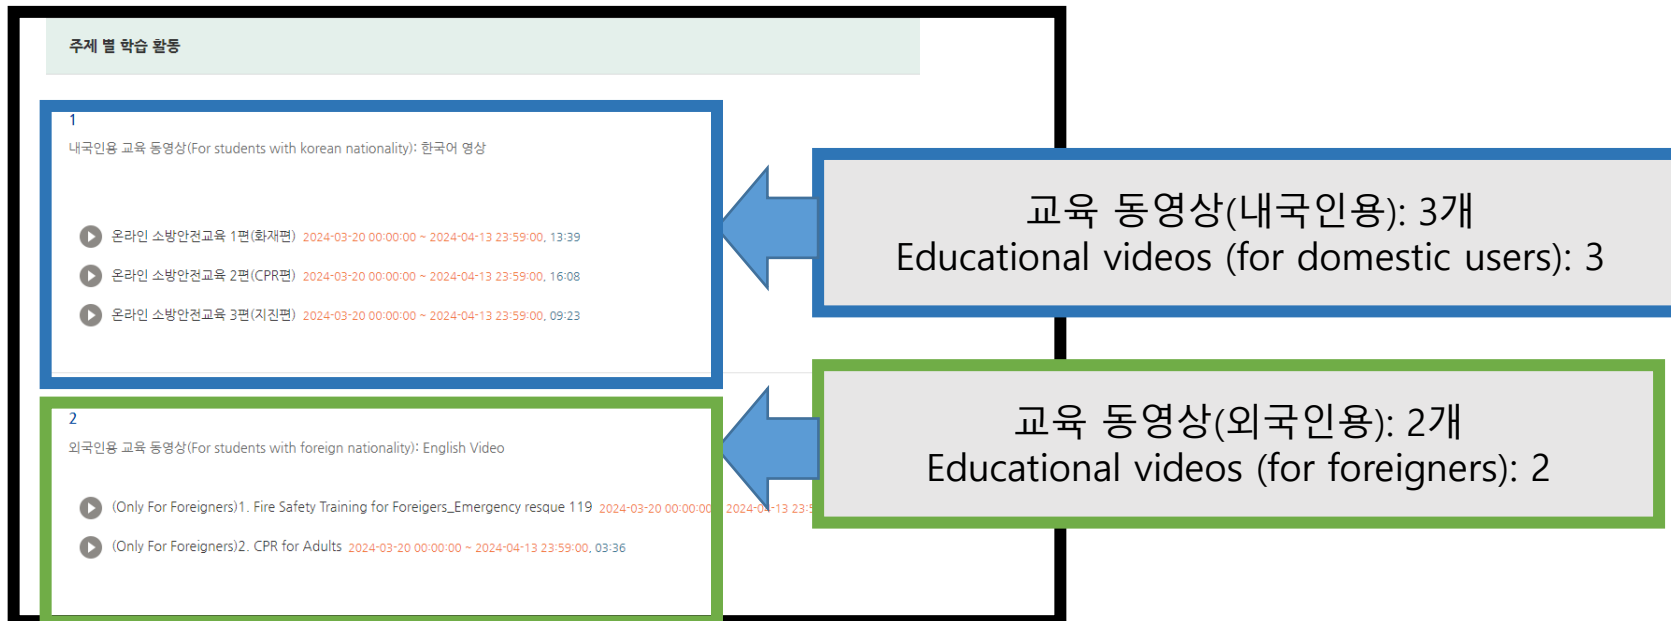 주제 별 학습 활동
1
내국인용 교육 동영상(For students with korean nationality): 한국어 영상
온라인 소방안전교육 1편(화재편) 2024-03-20 00:00:00 ~ 2024-04-13 23:59:00, 13:39
온라인 소방안전교육 2편(CPR편) 2024-03-20 00:00:00 ~ 2024-04-13 23:59:00, 16:08
온라인 소방안전교육 3편(지진편) 2024-03-20 00:00:00 ~ 2024-04-13 23:59:00, 09:23
교육 동영상(내국인용): 3개
Educational videos (for domestic users): 3
2
외국인용 교육 동영상(For students with foreign nationality): English Video
(Only For Foreigners)1. Fire Safety Training for Foreigers_Emergency resque 119 2024-03-20 00:00:00 2024-04-13
(Only For Foreigners)2. CPR for Adults 2024-03-20 00:00:00 ~ 2024-04-13 23:59:00, 03:36
교육 동영상(외국인용): 2개
Educational videos (for foreigners): 2